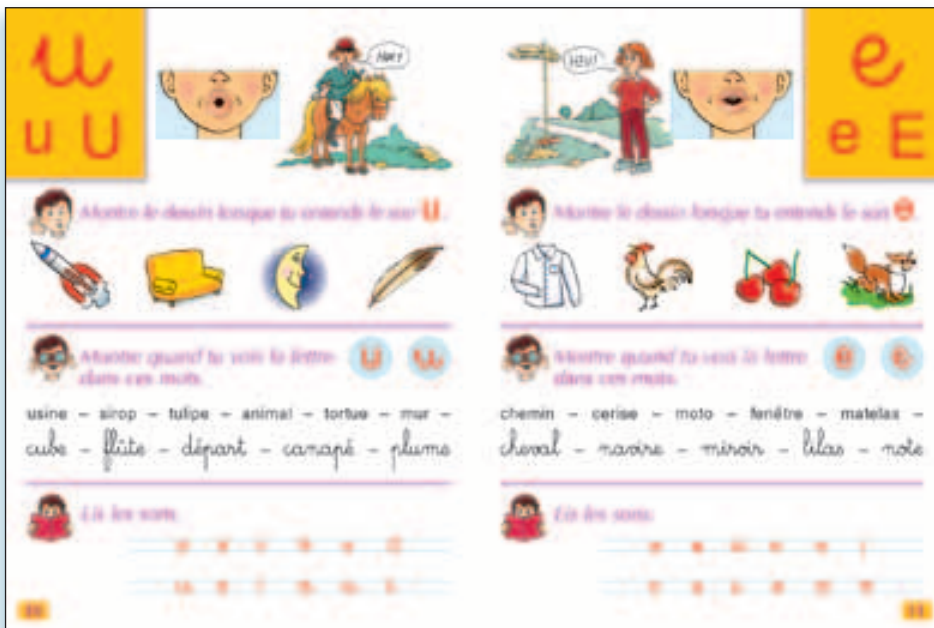 u
u U
Montre le dessin lorsque tu entends le son u.
Montre quand tu vois la lettre u u
dans ces mots.
usine – sirop – tulipe – animal – tortue – mur –
cube – flûte – départ – canapé – plume
Lis les sons.
HEU!
e
e E
Montre le dessin lorsque tu entends le son e.
Montre quand tu vois la lettre e e
dans ces mots.
chemin – cerise – moto – fenêtre – matelas –
cheval – navire – miroir – lilas – note
Lis les sons.
11